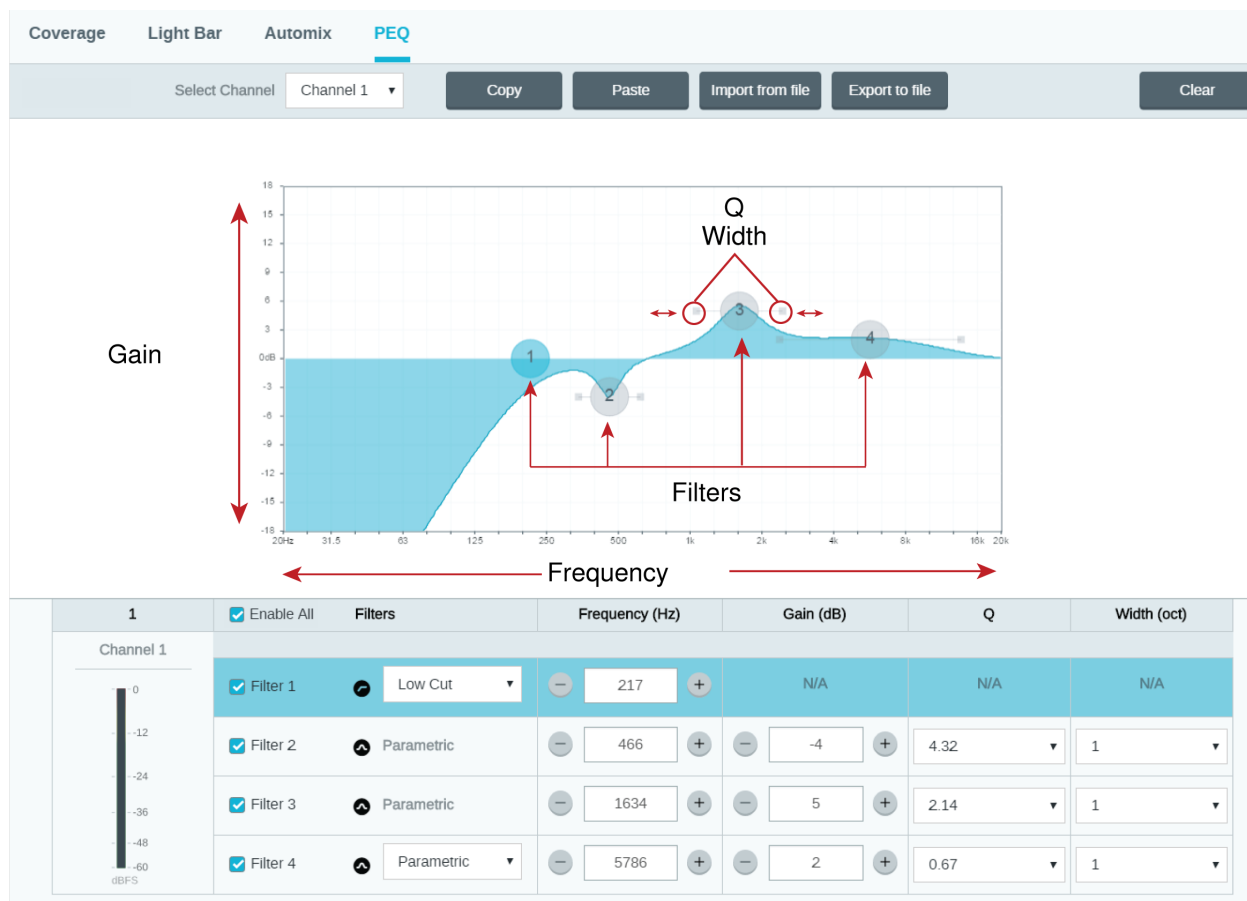 Coverage Light Bar Automix PEQ
Select Channel Channel 1 Copy Paste Import from file Export to file Clear
18
15
12
9
6
3
0dB
-3
-6
-9
-12
-15
-18
Gain
Q
Width
1
2
3
4
Filters
20Hz 31.5 63 125 250 500 1k 2k 4k 8k 16k 20k
Frequency
1 Enable All Filters Frequency (Hz) Gain (dB) Q Width (oct)
Channel 1
0
-12
-24
-36
-48
-60
dBFS
Filter 1 Low Cut 217 N/A N/A N/A
Filter 2 Parametric 466 -4 4.32 1
Filter 3 Parametric 1634 5 2.14 1
Filter 4 Parametric 5786 2 0.67 1